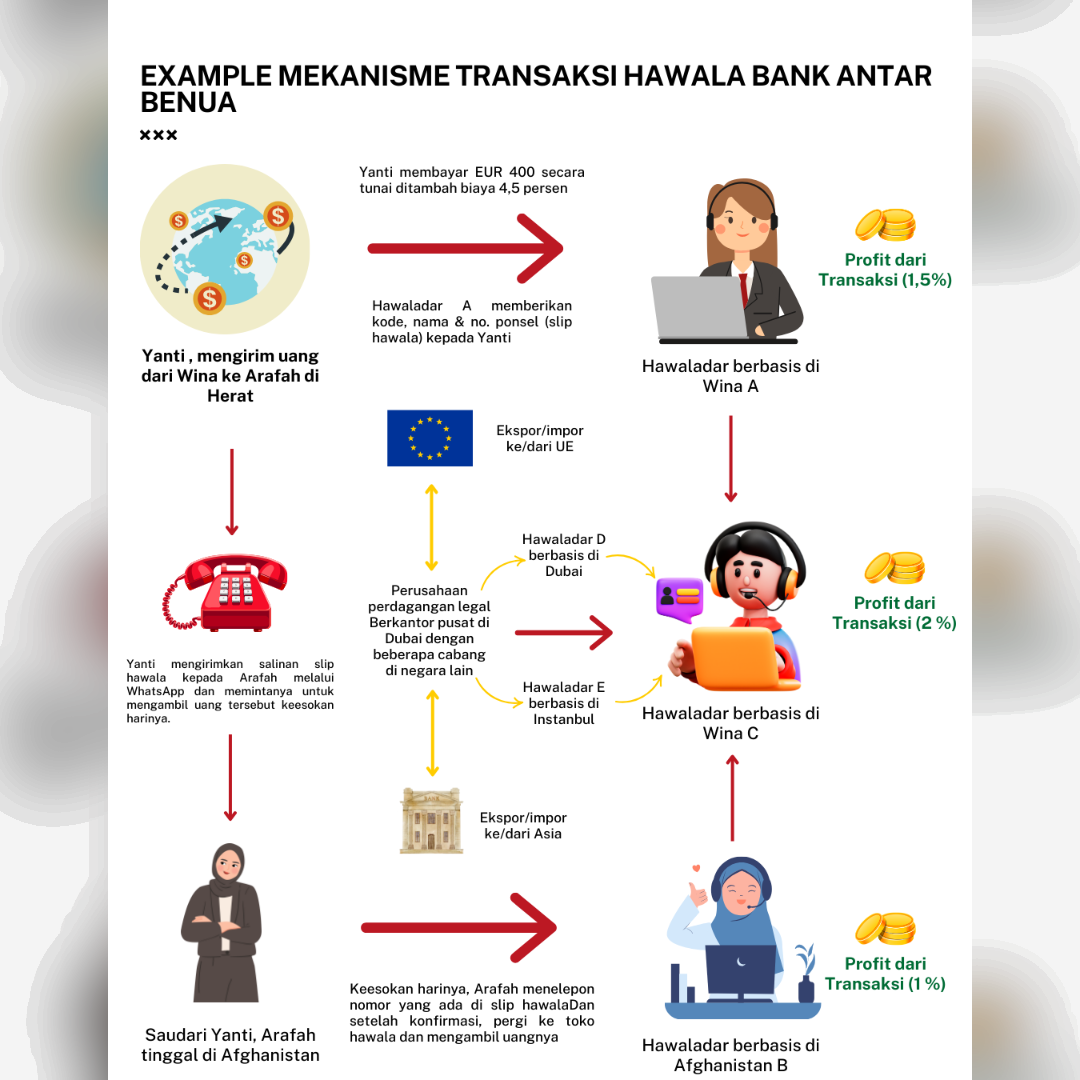 EXAMPLE MEKANISME TRANSAKSI HAWALA BANK ANTAR
BENUA
×××
Yanti membayar EUR 400 secara
tunai ditambah biaya 4,5 persen
Profit dari
Transaksi (1,5%)
Hawaladar A memberikan
kode, nama & no. ponsel (slip
hawala) kepada Yanti
Yanti , mengirim uang
dari Wina ke Arafah di
Herat
Hawaladar berbasis di
Wina A
Ekspor/impor
ke/dari UE
Hawaladar D
berbasis di
Dubai
Perusahaan
perdagangan legal
Berkantor pusat di
Dubai dengan
beberapa cabang
di negara lain
Profit dari
Transaksi (2 %)
Yanti mengirimkan salinan slip
hawala kepada Arafah melalui
WhatsApp dan memintanya untuk
mengambil uang tersebut keesokan
harinya.
Hawaladar E
berbasis di
Instanbul
Hawaladar berbasis di
Wina C
Ekspor/impor
ke/dari Asia
Profit dari
Transaksi (1 %)
Keesokan harinya, Arafah menelepon
nomor yang ada di slip hawalaDan
setelah konfirmasi, pergi ke toko
hawala dan mengambil uangnya
Saudari Yanti, Arafah
tinggal di Afghanistan
Hawaladar berbasis di
Afghanistan B